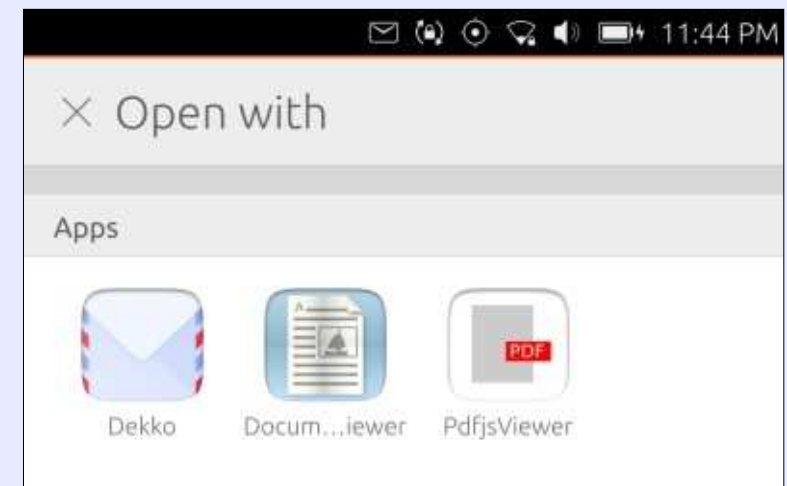 11:44 PM
× Open with
Apps
A
PDF
Dekko
Docum...iewer
PdfjsViewer